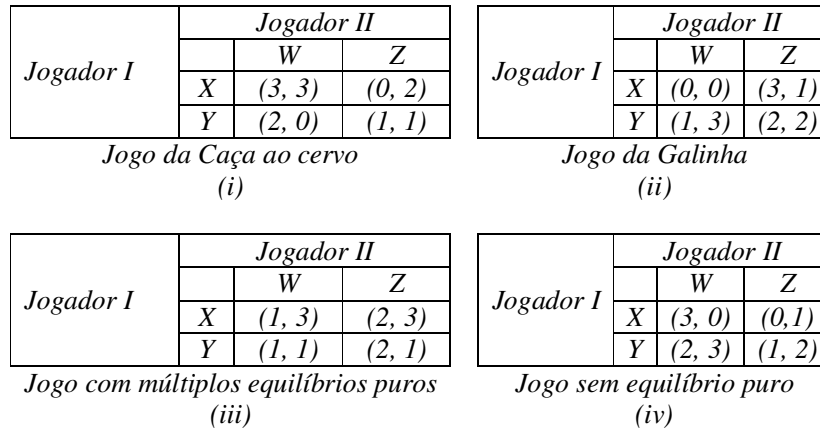 Jogador I
Jogador II
W Z
X (3, 3) (0, 2)
Y (2, 0) (1, 1)
Jogo da Caça ao cervo
(i)
Jogador I
Jogador II
W Z
X (0, 0) (3, 1)
Y (1, 3) (2, 2)
Jogo da Galinha
(ii)
Jogador I
Jogador II
W Z
X (1, 3) (2, 3)
Y (1, 1) (2, 1)
Jogo com múltiplos equilíbrios puros
(iii)
Jogador I
Jogador II
W Z
X (3, 0) (0,1)
Y (2, 3) (1, 2)
Jogo sem equilíbrio puro
(iv)